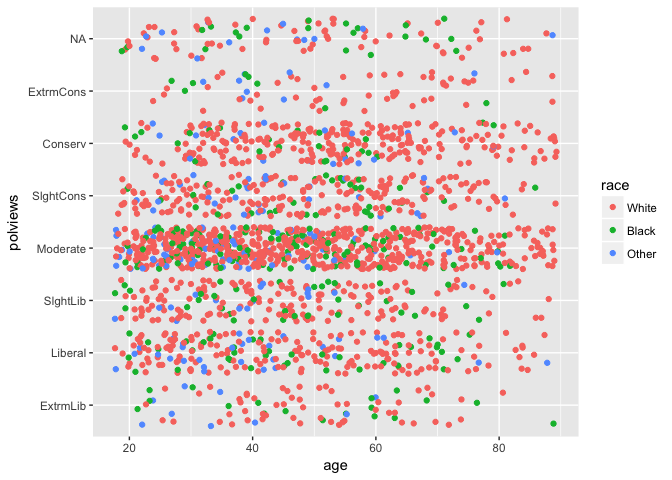 NA
ExtrmCons
Conserv
SlghtCons
Moderate
SlghtLib
Liberal
ExtrmLib
polviews
20 40 60 80
age
race
White
Black
Other